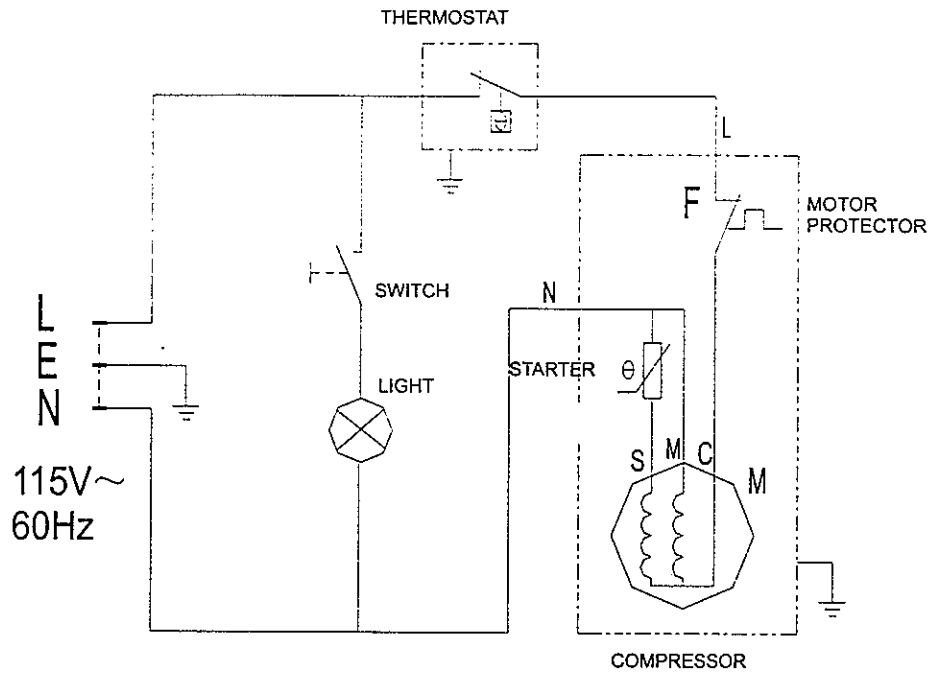 THERMOSTAT
L
F
MOTOR
PROTECTOR
SWITCH
N
L
E
N
STARTER
θ
LIGHT
S M C M
115V~
60Hz
COMPRESSOR